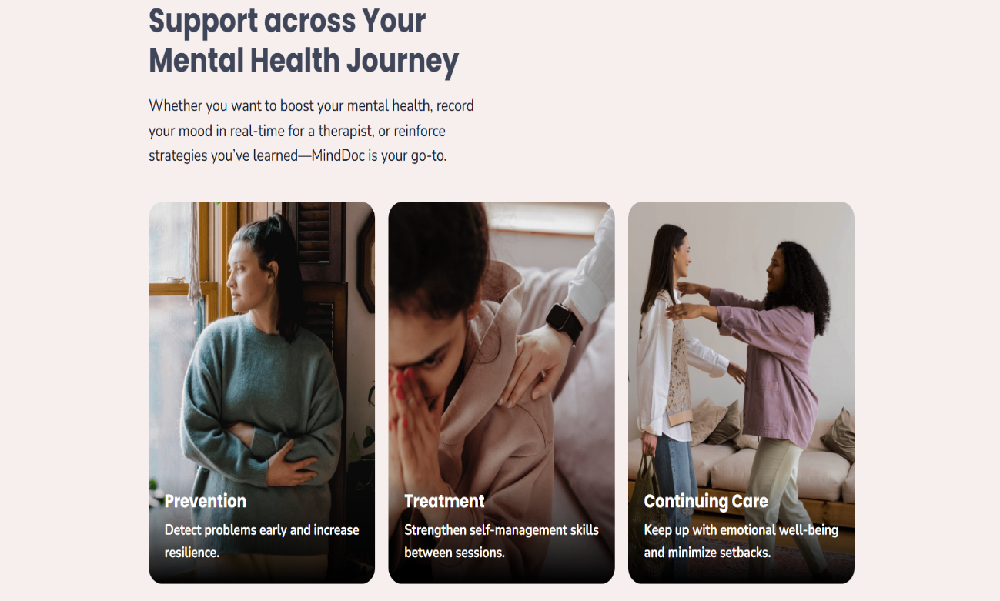 Support across Your
Mental Health Journey
Whether you want to boost your mental health, record
your mood in real-time for a therapist, or reinforce
strategies you’ve learned—MindDoc is your go-to.
Prevention
Detect problems early and increase
resilience.
Treatment
Strengthen self-management skills
between sessions.
Continuing Care
Keep up with emotional well-being
and minimize setbacks.